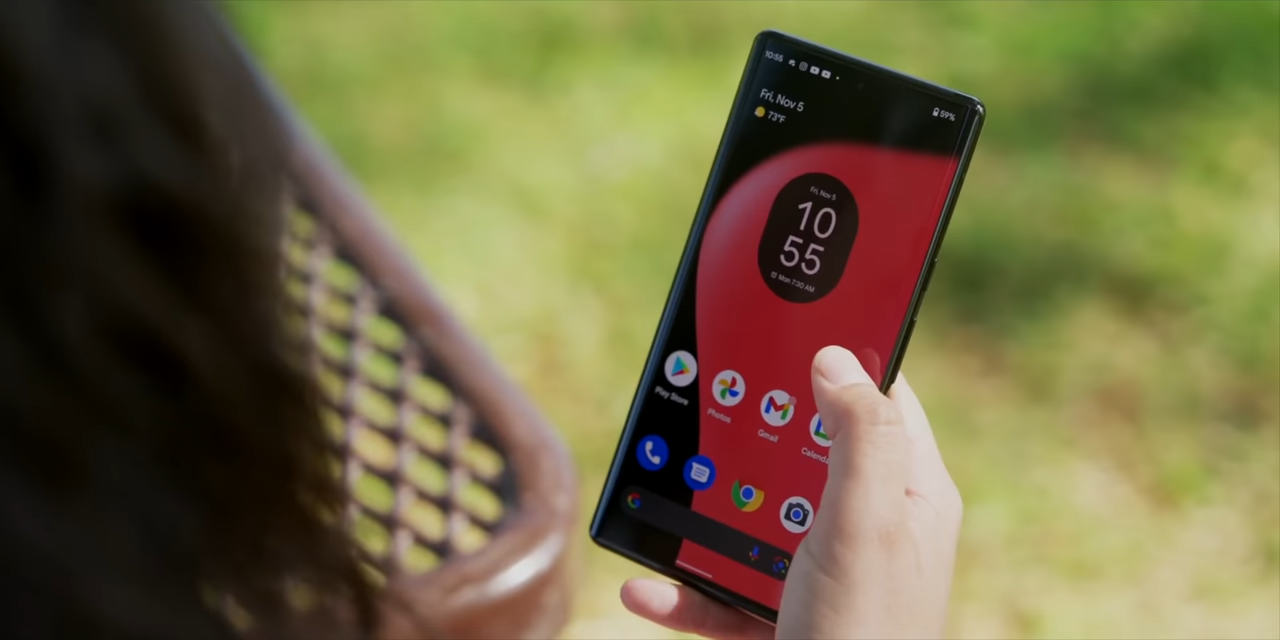 10:55
59%
Fri, Nov 5
73°F
Fri, Nov 5
10
55
Mon 7:30 AM
Play Store
Photos
Gmail
Calenda